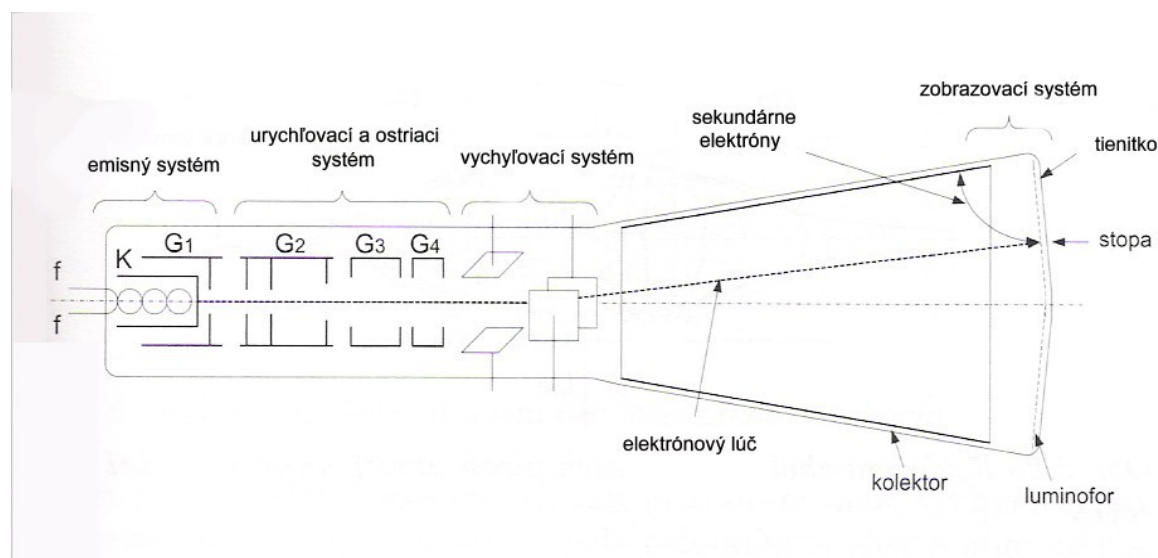 zobrazovací systém
sekundárne
elektróny
urychľovací a ostriaci
systém
tienitko
emisný systém
vychyľovací systém
G1
G2
G3
G4
K
stopa
f
f
elektrónový lúč
kolektor
luminofor